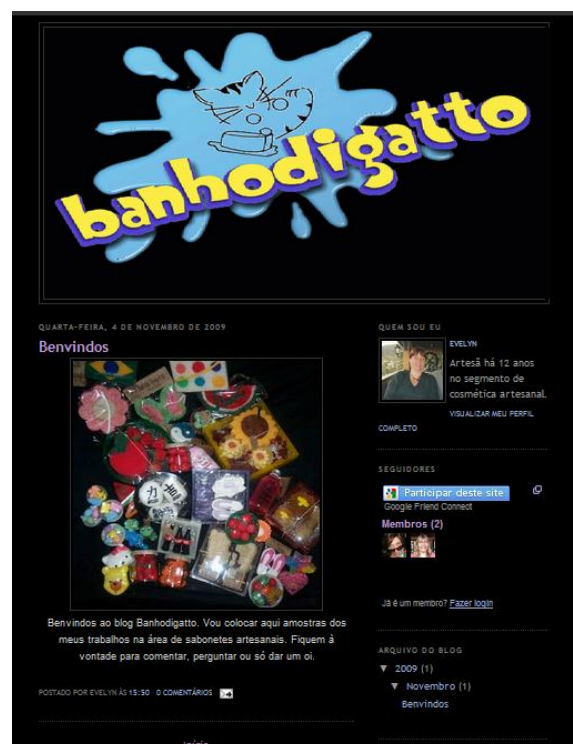 banhodigatto
QUARTA-FEIRA, 4 DE NOVEMBRO DE 2009
Benvindos
Benvindos ao blog Banhodigatto. Vou colocar aqui amostras dos
meus trabalhos na área de sabonetes artesanais. Fiquem à
vontade para comentar, perguntar ou só dar um oi.
POSTADO POR EVELYN ÀS 15:50 0 COMENTÁRIOS
QUEM SOU EU
EVELYN
Artesã há 12 anos
no segmento de
cosmética artesanal.
VISUALIZAR MEU PERFIL
COMPLETO
SEGUIDORES
Participar deste site
Google Friend Connect
Membros (2)
Já é um membro? Fazer login
ARQUIVO DO BLOG
▼ 2009 (1)
▼ Novembro (1)
Benvindos